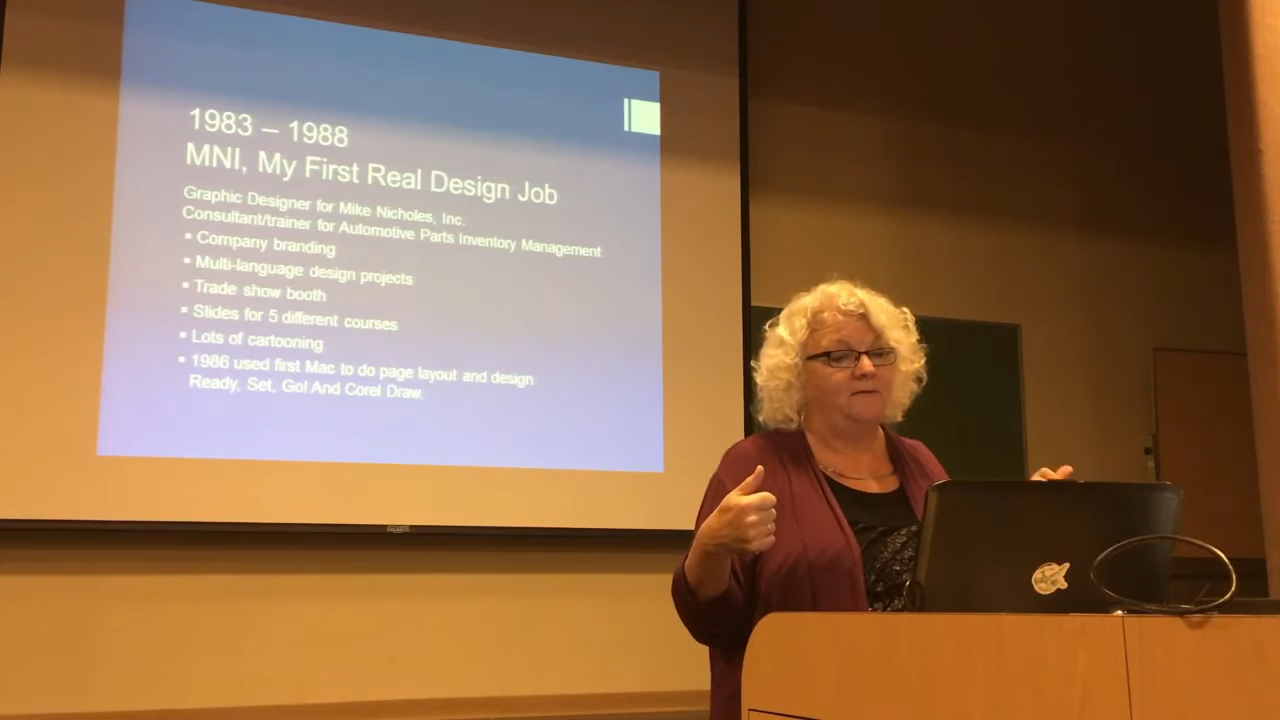 1983 – 1988
MNI, My First Real Design Job
Graphic Designer for Mike Nicholes, Inc.
Consultant/trainer for Automotive Parts Inventory Management
▪ Company branding
▪ Multi-language design projects
▪ Trade show booth
▪ Slides for 5 different courses
▪ Lots of cartooning
▪ 1986 used first Mac to do page layout and design
Ready, Set, Go! And Corel Draw.